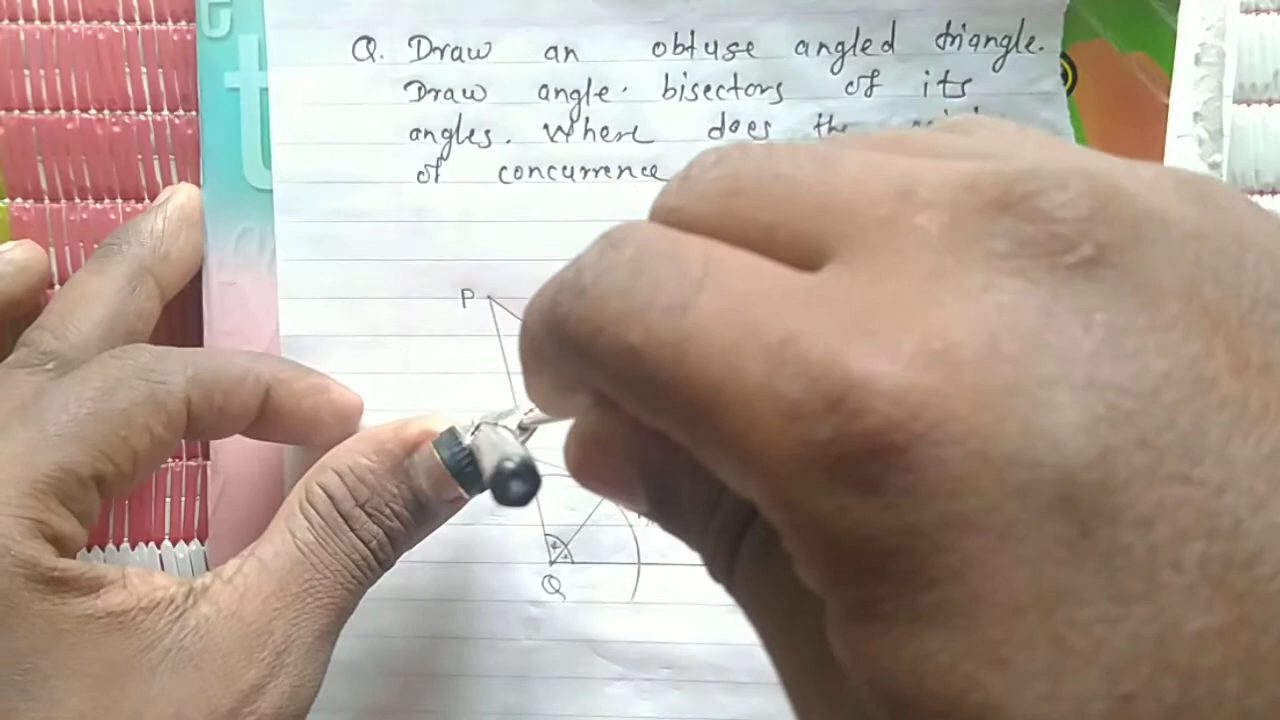 Q. Draw an obtuse angled triangle.
Draw angle bisectors of its
angles. Where does the
of concurrence
P
Q